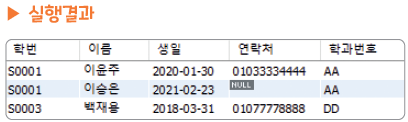 ▶ 실행결과
학번 이름 생일 연락처 학과번호
S0001 이윤주 2020-01-30 01033334444 AA
S0001 이승은 2021-02-23 NULL AA
S0003 백재용 2018-03-31 01077778888 DD